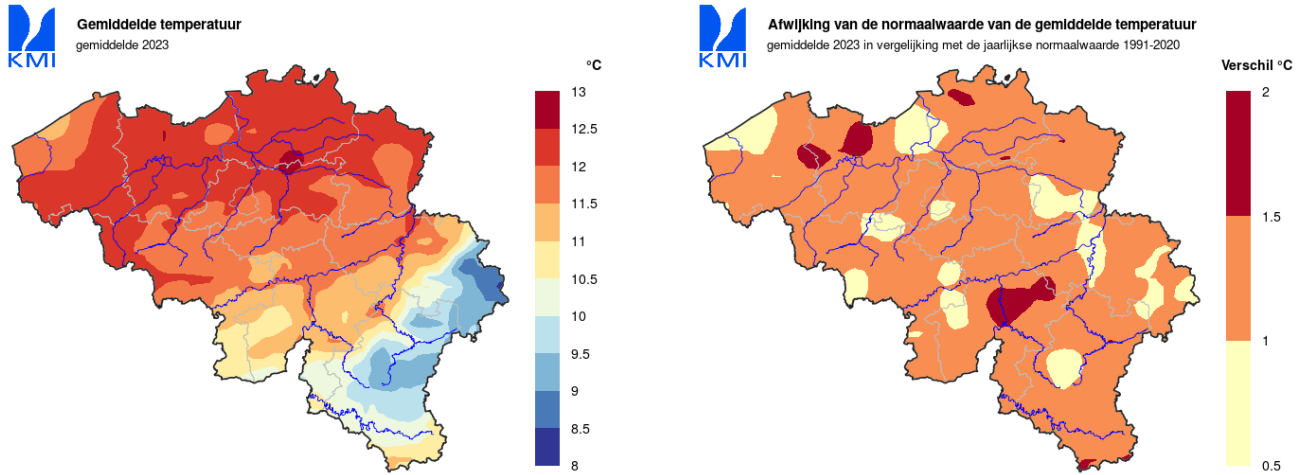 KMI
Gemiddelde temperatuur
gemiddelde 2023
°C
13
12.5
12
11.5
11
10.5
10
9.5
9
8.5
8
KMI
Afwijking van de normaalwaarde van de gemiddelde temperatuur
gemiddelde 2023 in vergelijking met de jaarlijkse normaalwaarde 1991-2020
Verschil °C
2
1.5
1
0.5